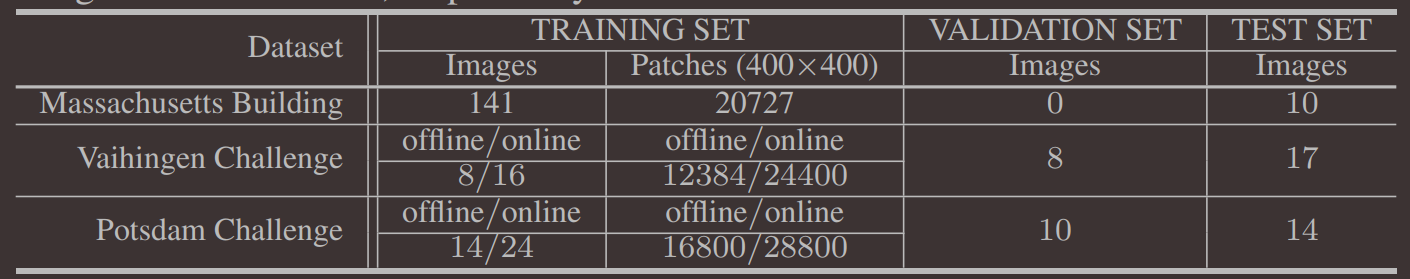 Dataset TRAINING SET VALIDATION SET TEST SET
Images Patches (400×400) Images Images
Massachusetts Building 141 20727 0 10
Vaihingen Challenge offline/online offline/online 8 17
8/16 12384/24400
Potsdam Challenge offline/online offline/online 10 14
14/24 16800/28800